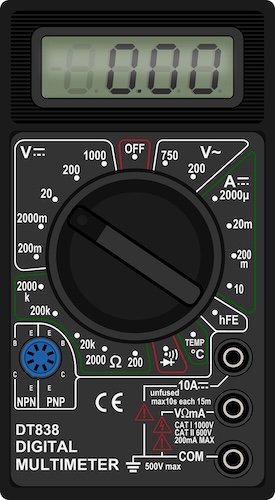 0.00
V⎓ 1000 OFF 750 V~
200 200 A⎓
20 2000µ
2000m 20m
200m 200m
2000k 10
200k 20k 2000 Ω 200 TEMP °C hFE
E E
B B
C C
E E
NPN PNP
10A⎓
unfused
max10s each 15m
VΩmA
CAT I 1000V
CAT II 600V
200mA MAX
COM
500V max
CE
DT838
DIGITAL
MULTIMETER